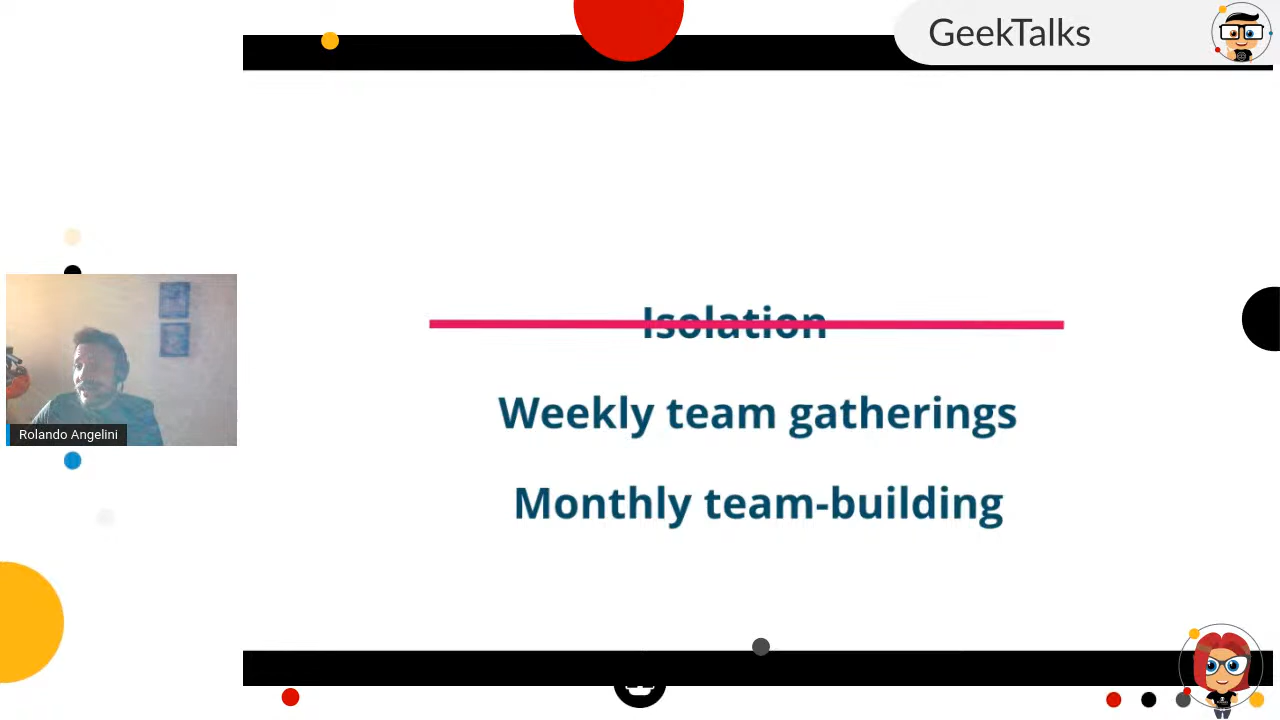 GeekTalks
Isolation
Weekly team gatherings
Monthly team-building
Rolando Angelini